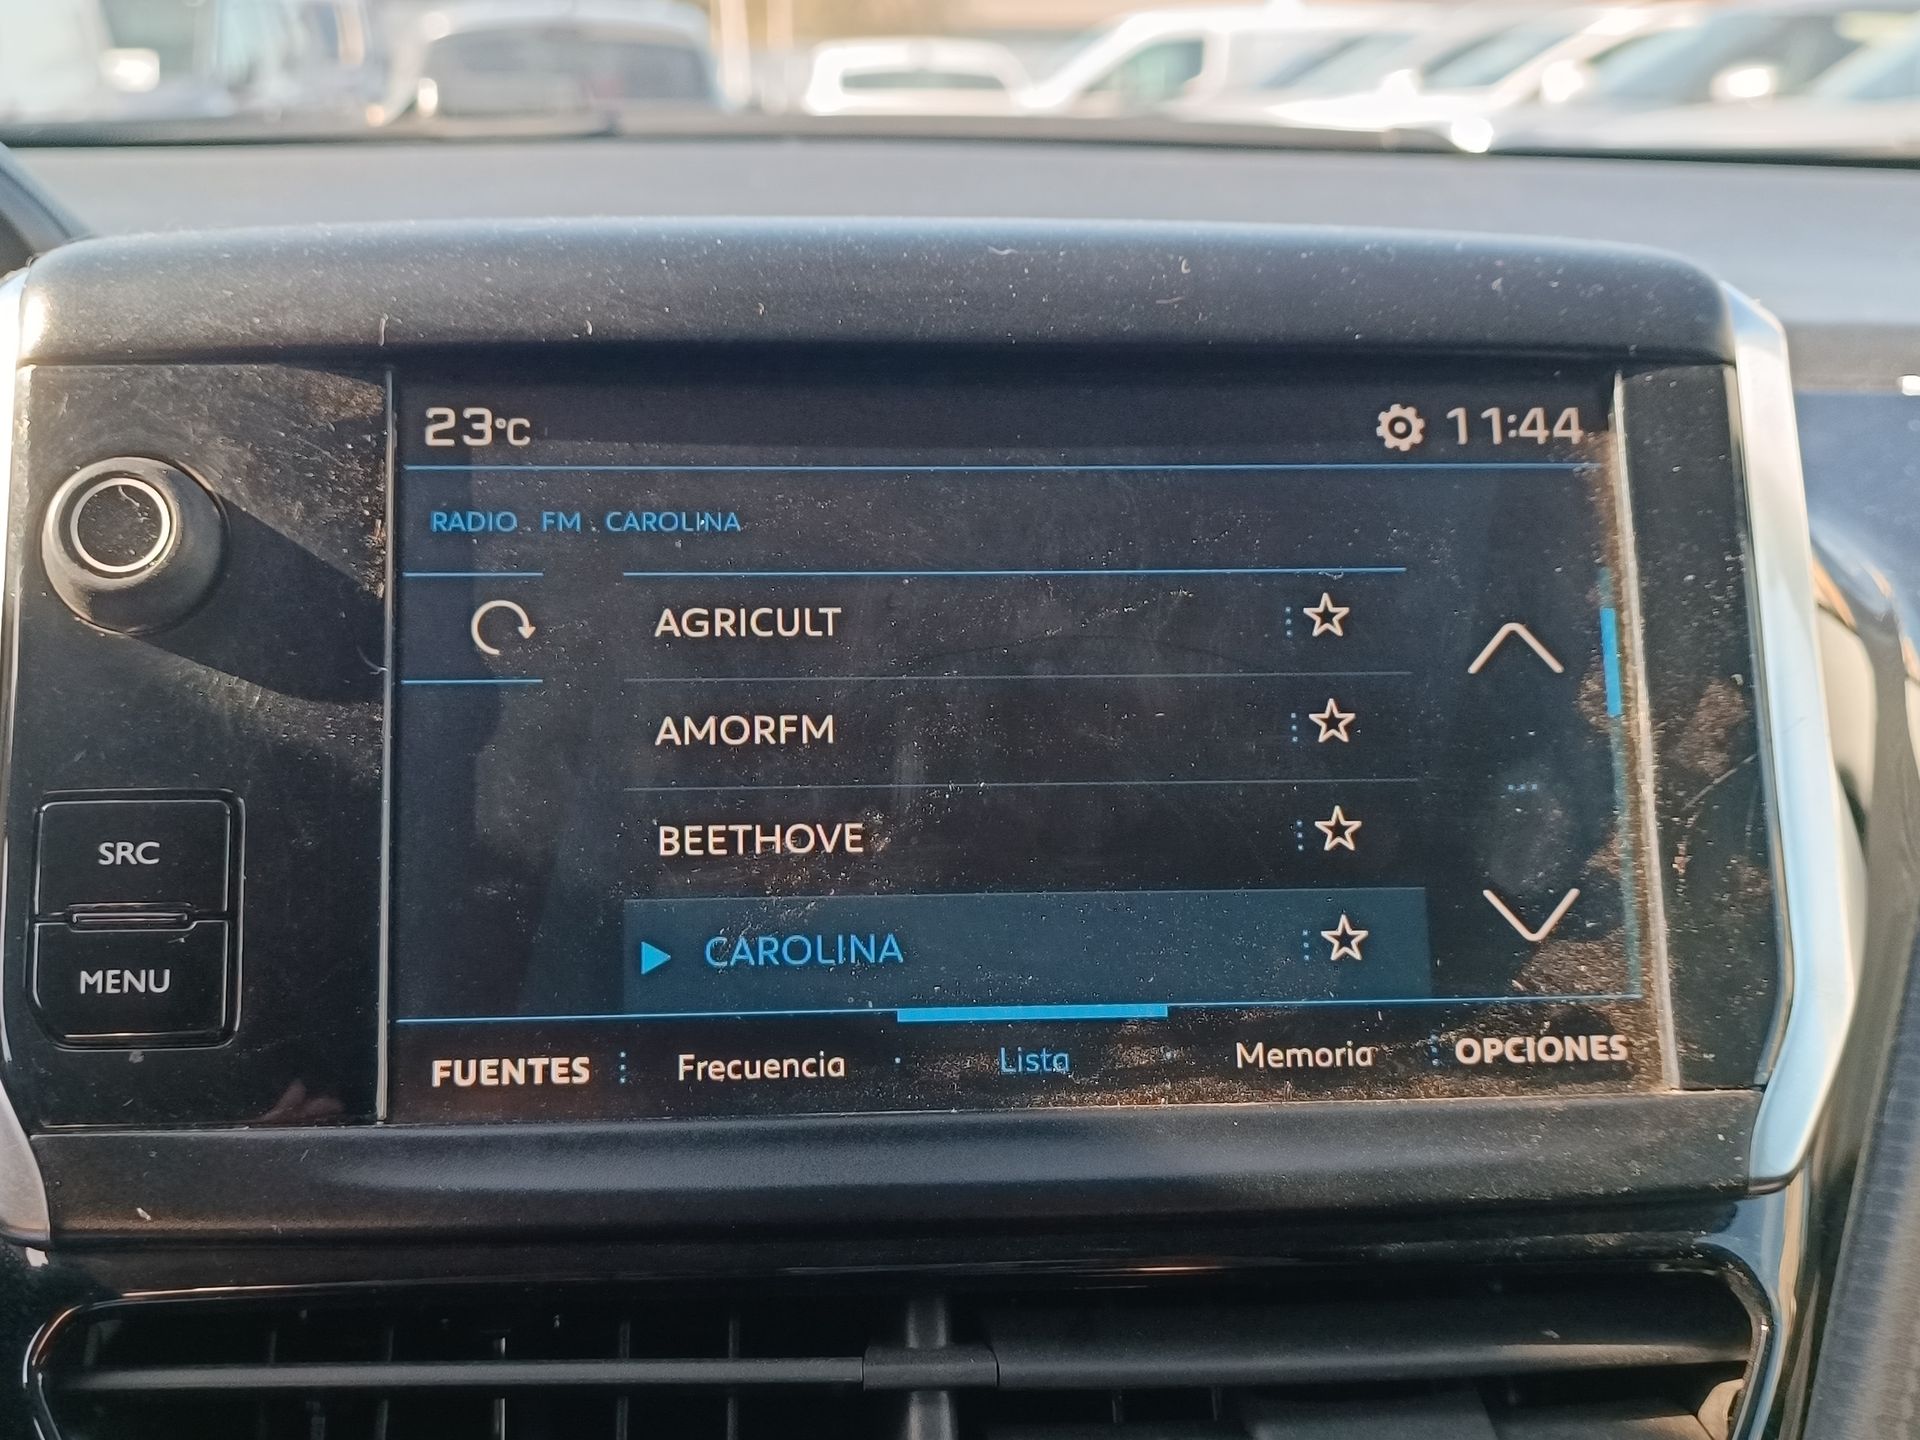 23°C 11:44
RADIO . FM . CAROLINA
AGRICULT
AMORFM
BEETHOVE
SRC
CAROLINA
MENU
FUENTES Frecuencia Lista Memoria OPCIONES